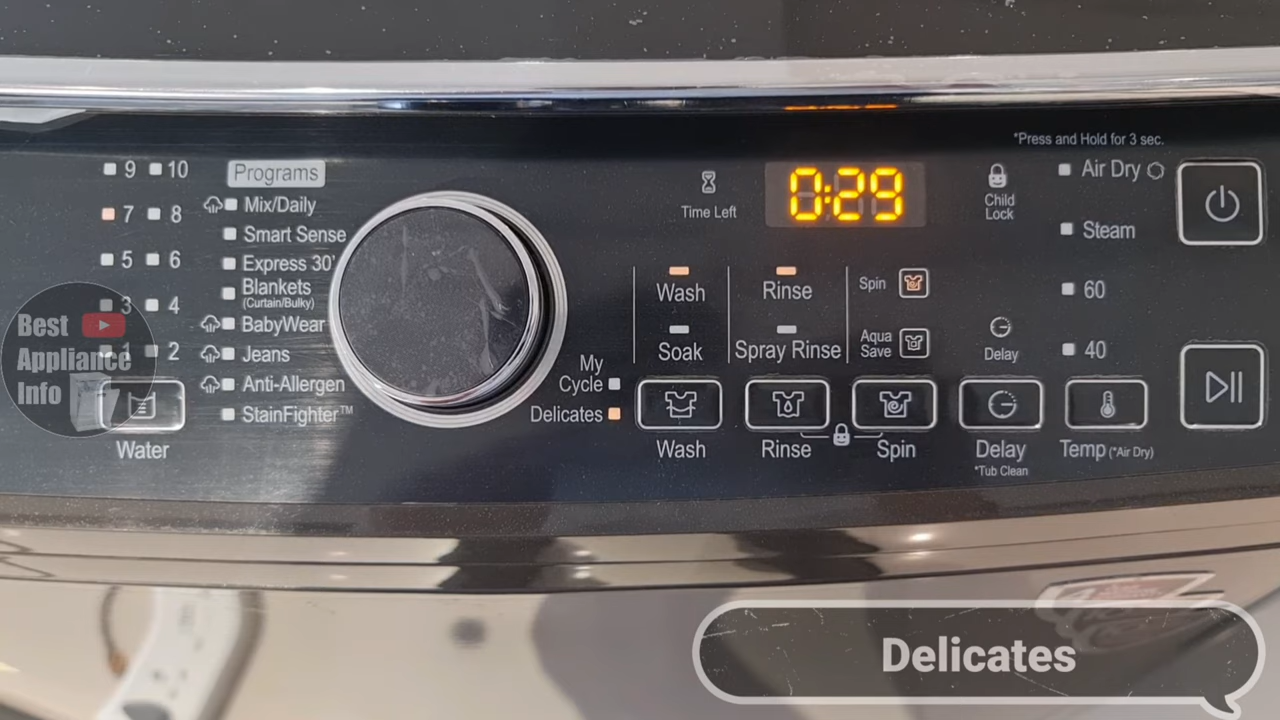 *Press and Hold for 3 sec.
9 10
7 8
5 6
3 4
1 2
Water
Programs
Mix/Daily
Smart Sense
Express 30'
Blankets
(Curtain/Bulky)
BabyWear
Jeans
Anti-Allergen
StainFighter™
My
Cycle
Delicates
Time Left
0:29
Child
Lock
Wash
Soak
Rinse
Spray Rinse
Spin
Aqua
Save
Delay
Air Dry
Steam
60
40
Wash
Rinse
Spin
Delay
*Tub Clean
Temp (*Air Dry)
Best
Appliance
Info
Delicates